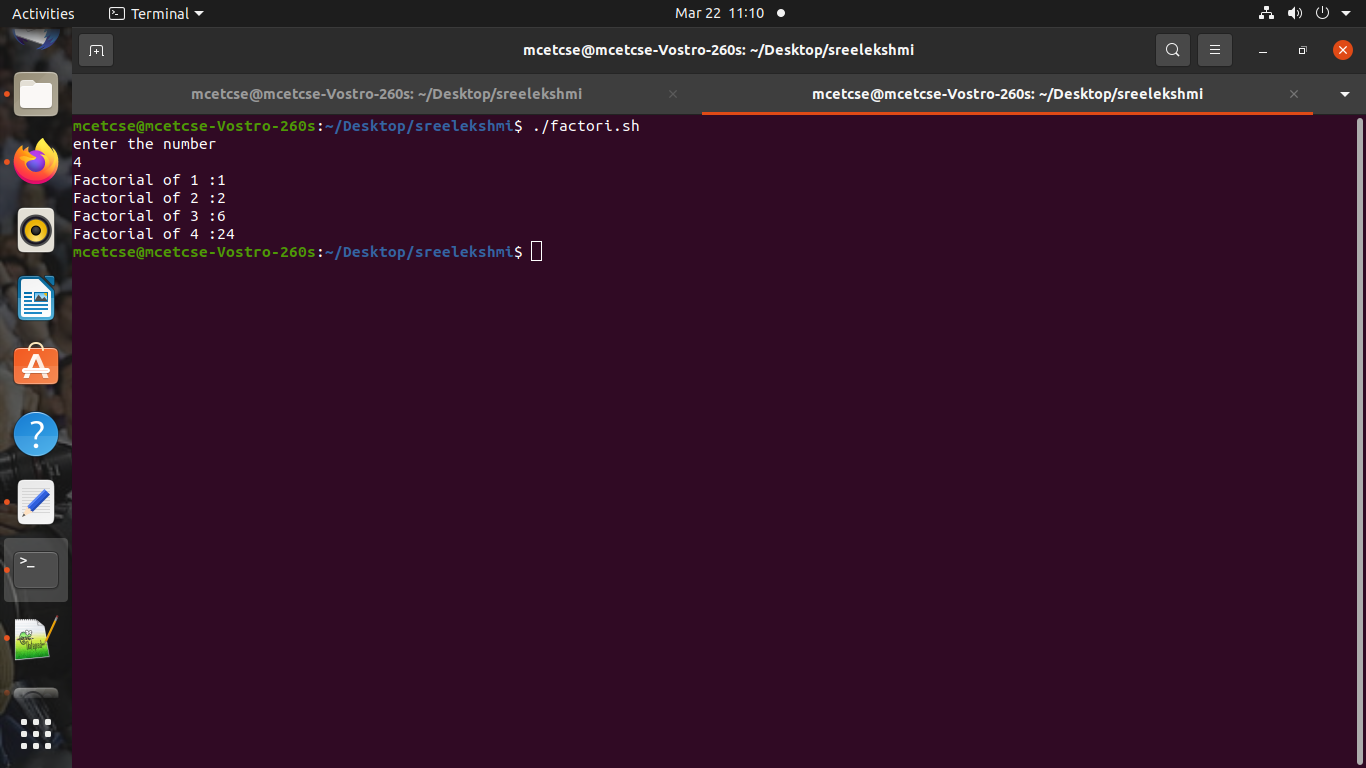 Activities
Terminal
Mar 22 11:10
mcetcse@mcetcse-Vostro-260s: ~/Desktop/sreelekshmi
mcetcse@mcetcse-Vostro-260s: ~/Desktop/sreelekshmi
mcetcse@mcetcse-Vostro-260s: ~/Desktop/sreelekshmi
mcetcse@mcetcse-Vostro-260s:~/Desktop/sreelekshmi$ ./factori.sh
enter the number
4
Factorial of 1 :1
Factorial of 2 :2
Factorial of 3 :6
Factorial of 4 :24
mcetcse@mcetcse-Vostro-260s:~/Desktop/sreelekshmi$